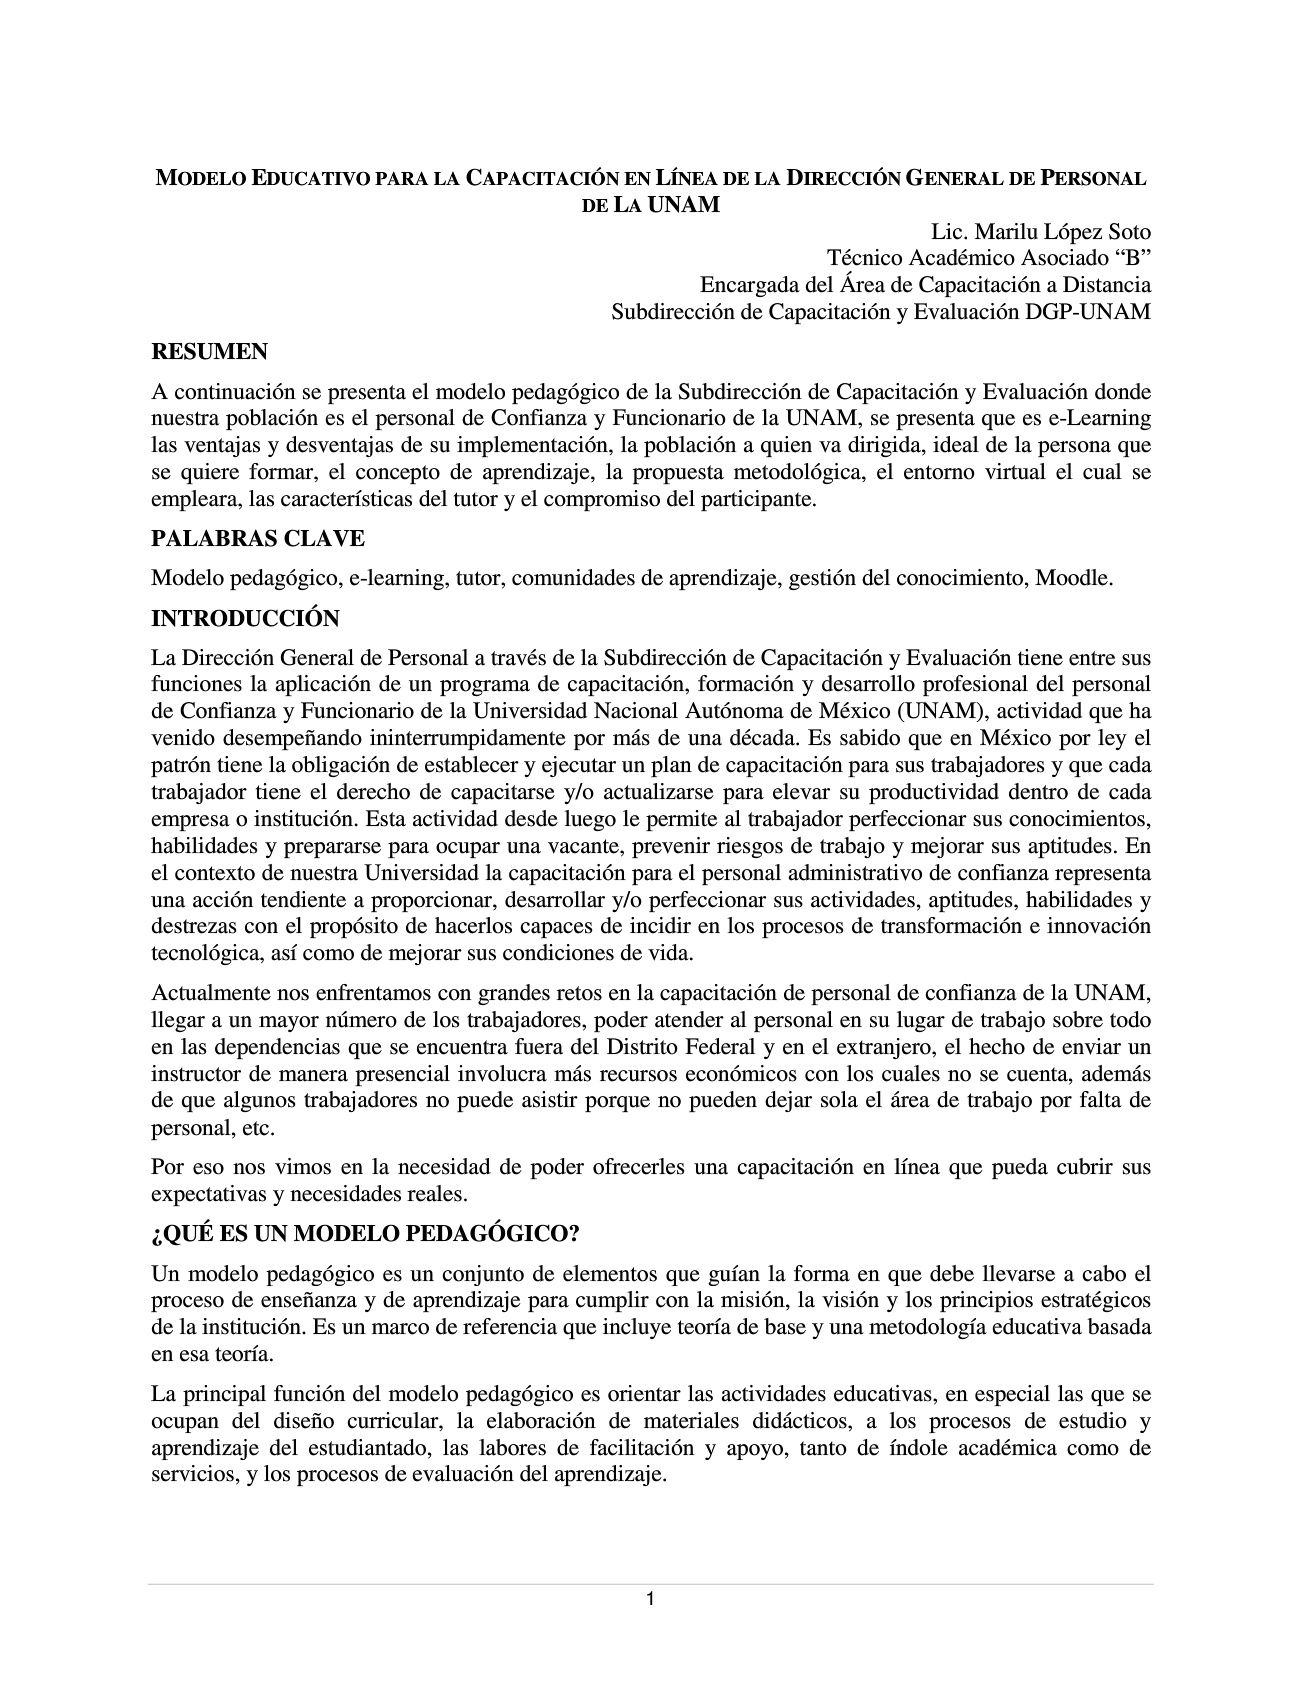 MODELO EDUCATIVO PARA LA CAPACITACIÓN EN LÍNEA DE LA DIRECCIÓN GENERAL DE PERSONAL
DE LA UNAM
Lic. Marilu López Soto
Técnico Académico Asociado “B”
Encargada del Área de Capacitación a Distancia
Subdirección de Capacitación y Evaluación DGP-UNAM
RESUMEN
A continuación se presenta el modelo pedagógico de la Subdirección de Capacitación y Evaluación donde
nuestra población es el personal de Confianza y Funcionario de la UNAM, se presenta que es e-Learning
las ventajas y desventajas de su implementación, la población a quien va dirigida, ideal de la persona que
se quiere formar, el concepto de aprendizaje, la propuesta metodológica, el entorno virtual el cual se
empleara, las características del tutor y el compromiso del participante.
PALABRAS CLAVE
Modelo pedagógico, e-learning, tutor, comunidades de aprendizaje, gestión del conocimiento, Moodle.
INTRODUCCIÓN
La Dirección General de Personal a través de la Subdirección de Capacitación y Evaluación tiene entre sus
funciones la aplicación de un programa de capacitación, formación y desarrollo profesional del personal
de Confianza y Funcionario de la Universidad Nacional Autónoma de México (UNAM), actividad que ha
venido desempeñando ininterrumpidamente por más de una década. Es sabido que en México por ley el
patrón tiene la obligación de establecer y ejecutar un plan de capacitación para sus trabajadores y que cada
trabajador tiene el derecho de capacitarse y/o actualizarse para elevar su productividad dentro de cada
empresa o institución. Esta actividad desde luego le permite al trabajador perfeccionar sus conocimientos,
habilidades y prepararse para ocupar una vacante, prevenir riesgos de trabajo y mejorar sus aptitudes. En
el contexto de nuestra Universidad la capacitación para el personal administrativo de confianza representa
una acción tendiente a proporcionar, desarrollar y/o perfeccionar sus actividades, aptitudes, habilidades y
destrezas con el propósito de hacerlos capaces de incidir en los procesos de transformación e innovación
tecnológica, así como de mejorar sus condiciones de vida.
Actualmente nos enfrentamos con grandes retos en la capacitación de personal de confianza de la UNAM,
llegar a un mayor número de los trabajadores, poder atender al personal en su lugar de trabajo sobre todo
en las dependencias que se encuentra fuera del Distrito Federal y en el extranjero, el hecho de enviar un
instructor de manera presencial involucra más recursos económicos con los cuales no se cuenta, además
de que algunos trabajadores no puede asistir porque no pueden dejar sola el área de trabajo por falta de
personal, etc.
Por eso nos vimos en la necesidad de poder ofrecerles una capacitación en línea que pueda cubrir sus
expectativas y necesidades reales.
¿QUÉ ES UN MODELO PEDAGÓGICO?
Un modelo pedagógico es un conjunto de elementos que guían la forma en que debe llevarse a cabo el
proceso de enseñanza y de aprendizaje para cumplir con la misión, la visión y los principios estratégicos
de la institución. Es un marco de referencia que incluye teoría de base y una metodología educativa basada
en esa teoría.
La principal función del modelo pedagógico es orientar las actividades educativas, en especial las que se
ocupan del diseño curricular, la elaboración de materiales didácticos, a los procesos de estudio y
aprendizaje del estudiantado, las labores de facilitación y apoyo, tanto de índole académica como de
servicios, y los procesos de evaluación del aprendizaje.
1